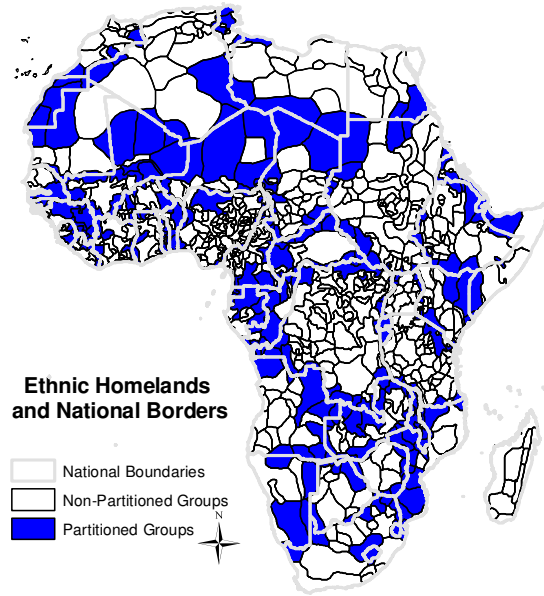 Ethnic Homelands
and National Borders
National Boundaries
Non-Partitioned Groups
N
Partitioned Groups